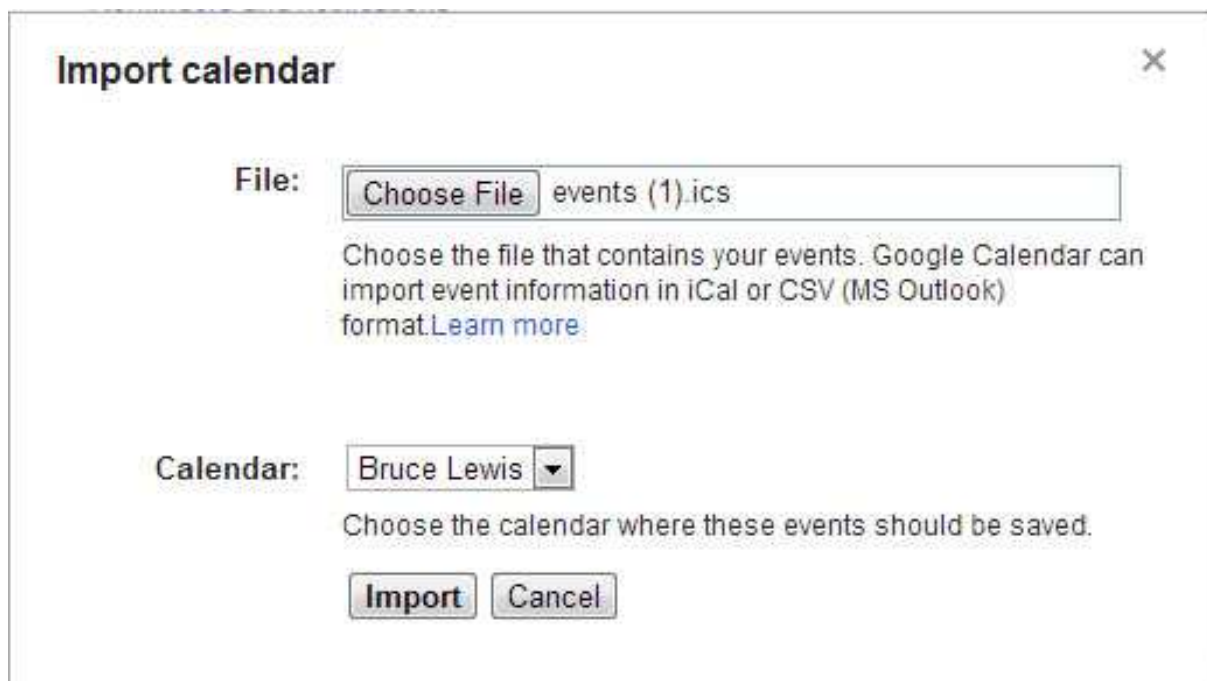 Import calendar
File:
Choose File events (1).ics
Choose the file that contains your events. Google Calendar can
import event information in iCal or CSV (MS Outlook)
format.Learn more
Calendar:
Bruce Lewis
Choose the calendar where these events should be saved.
Import Cancel